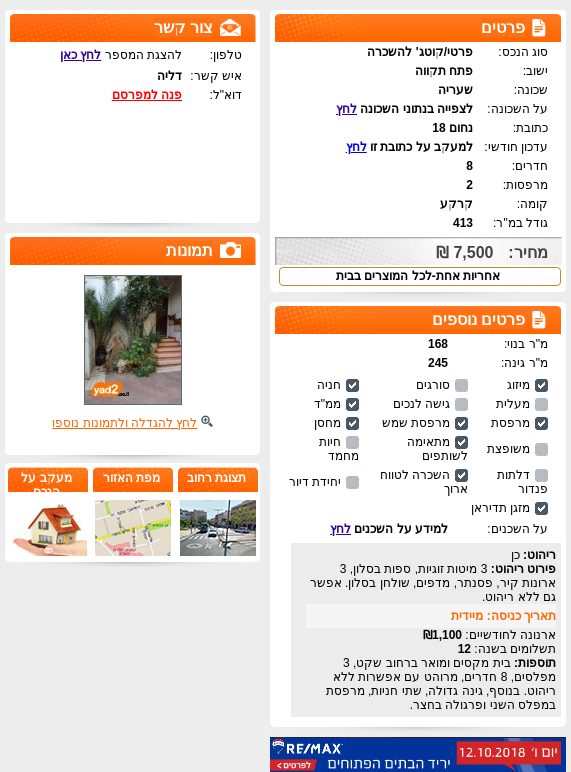 פרטים
סוג הנכס: פרטי/קוטג' להשכרה
ישוב: פתח תקווה
שכונה: שעריה
על השכונה: לצפייה בנתוני השכונה לחץ
כתובת: נחום 18
עדכון חודשי: למעקב על כתובת זו לחץ
חדרים: 8
מרפסות: 2
קומה: קרקע
גודל במ"ר: 413
מחיר: 7,500 ₪
אחריות אחת-לכל המוצרים בבית
פרטים נוספים
מ"ר בנוי: 168
מ"ר גינה: 245
מיזוג סורגים חניה
מעלית גישה לנכים ממ"ד
מרפסת מרפסת שמש מחסן
משופצת מתאימה לשותפים חיות מחמד
דלתות פנדור השכרה לטווח ארוך יחידת דיור
מזגן תדיראן
על השכנים: למידע על השכנים לחץ
ריהוט: כן
פירוט ריהוט: 3 מיטות זוגיות, ספות בסלון, 3
ארונות קיר, פסנתר, מדפים, שולחן בסלון. אפשר
גם ללא ריהוט.
תאריך כניסה: מיידית
ארנונה לחודשיים: 1,100₪
תשלומים בשנה: 12
תוספות: בית מקסים ומואר ברחוב שקט, 3
מפלסים, 8 חדרים, מרוהט עם אפשרות ללא
ריהוט. בנוסף, גינה גדולה, שתי חניות, מרפסת
במפלס השני ופרגולה בחצר.
יום ו' 12.10.2018
יריד הבתים הפתוחים
RE/MAX
לפרטים >
צור קשר
טלפון: להצגת המספר לחץ כאן
איש קשר: דליה
דוא"ל: פנה למפרסם
תמונות
yad2.co.il
לחץ להגדלה ולתמונות נוספו
תצוגת רחוב
מפת האזור
מעקב על
הנכס